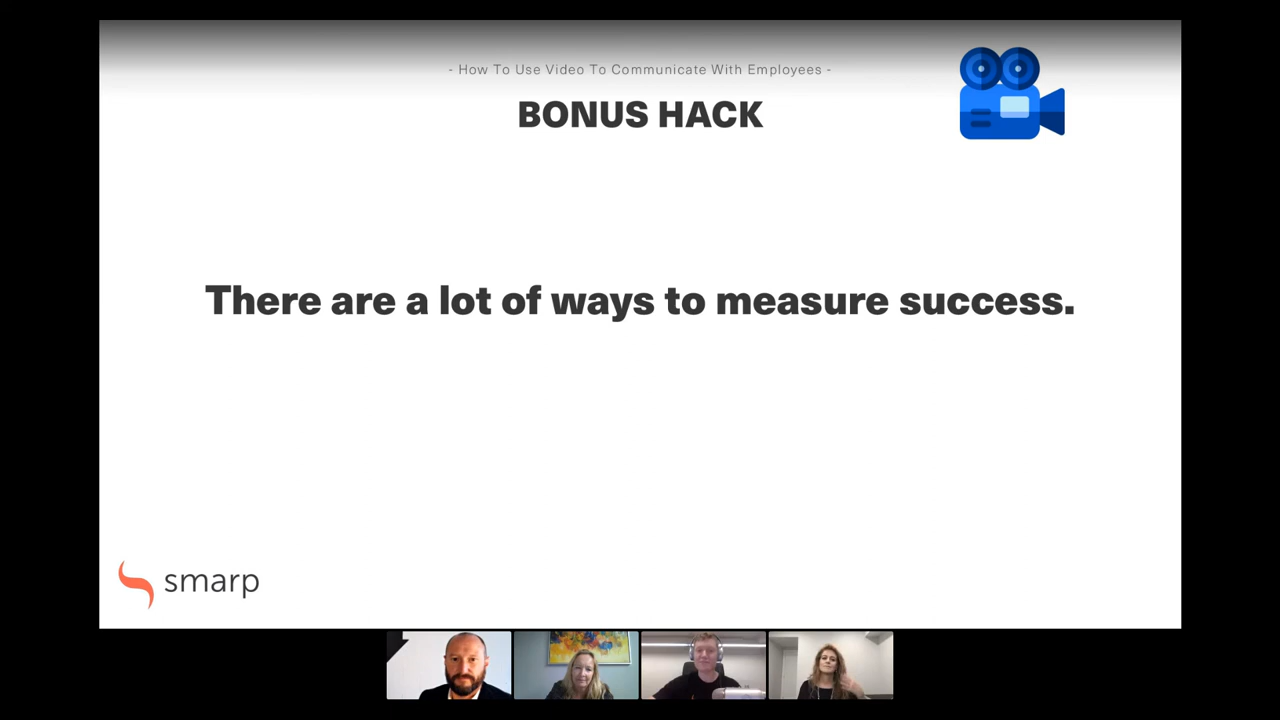 - How To Use Video To Communicate With Employees -
BONUS HACK
There are a lot of ways to measure success.
smarp